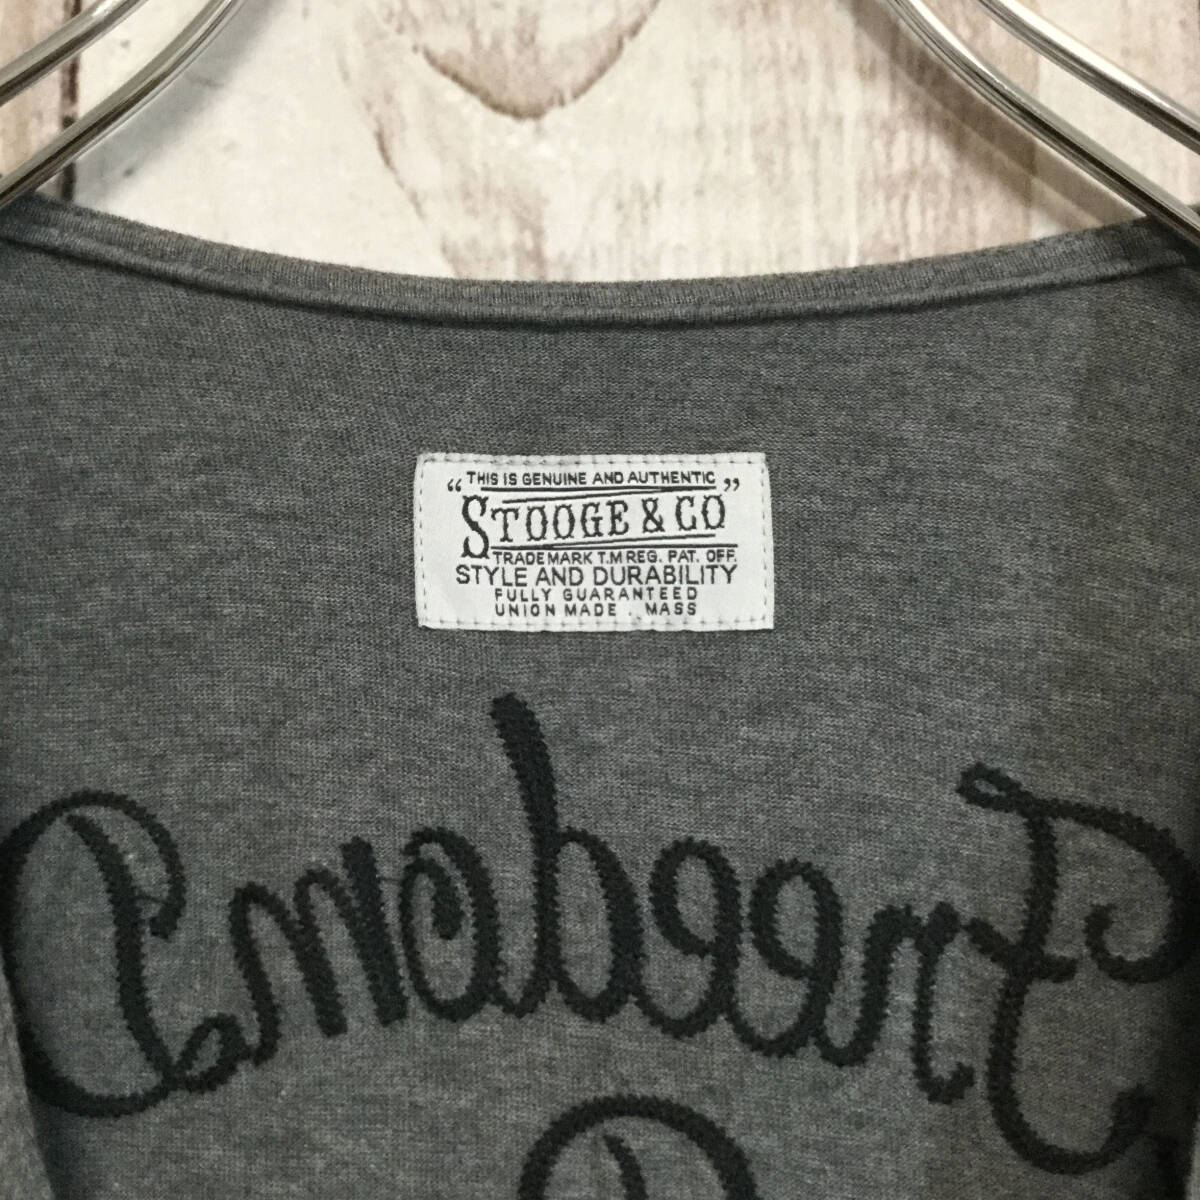 THIS IS GENUINE AND AUTHENTIC
“STOOGE & CO”
TRADE MARK T.M REG. PAT. OFF.
STYLE AND DURABILITY
FULLY GUARANTEED
UNION MADE . MASS
Freedom